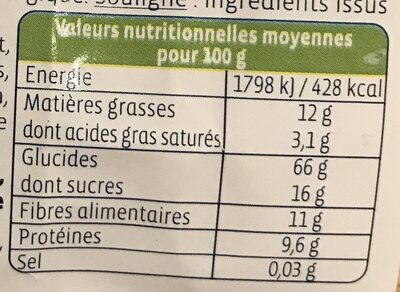 gique. Souligné : Ingrédients issus
Valeurs nutritionnelles moyennes
pour 100 g
Energie 1798 kJ / 428 kcal
Matières grasses 12 g
dont acides gras saturés 3,1 g
Glucides 66 g
dont sucres 16 g
Fibres alimentaires 11 g
Protéines 9,6 g
Sel 0,03 g